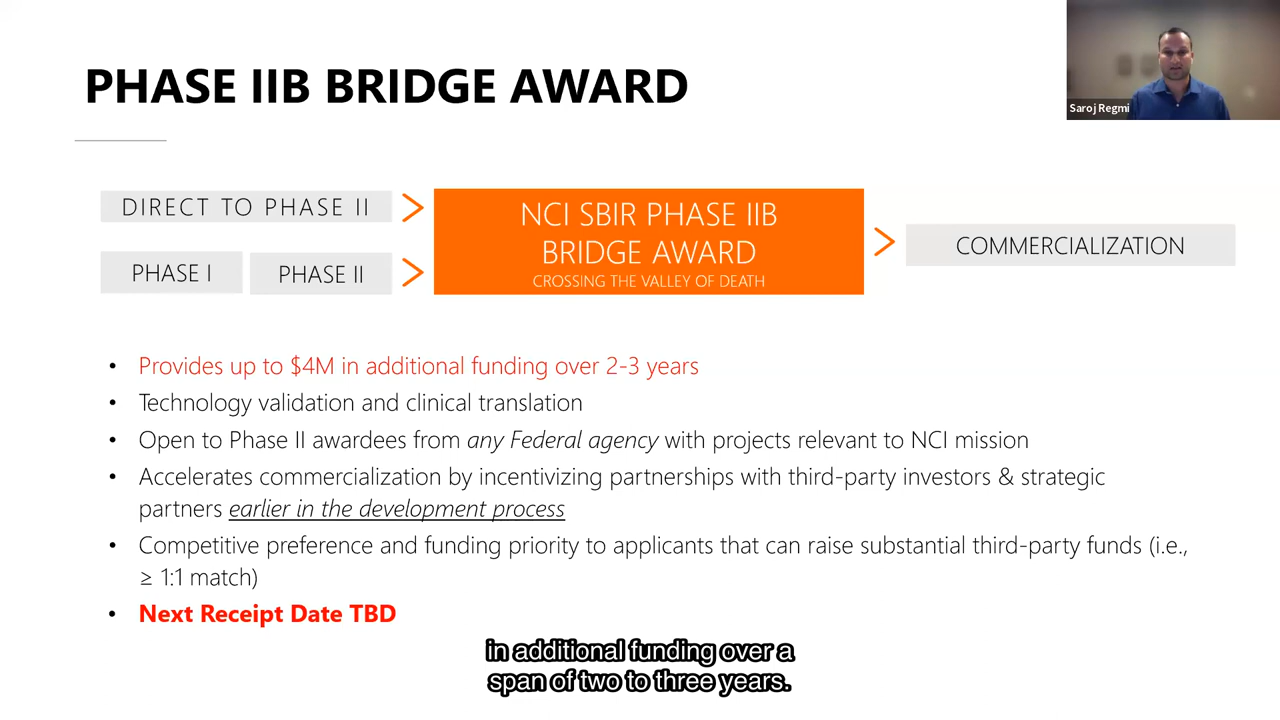 PHASE IIB BRIDGE AWARD
Saroj Regmi
DIRECT TO PHASE II
PHASE I
PHASE II
NCI SBIR PHASE IIB
BRIDGE AWARD
CROSSING THE VALLEY OF DEATH
COMMERCIALIZATION
• Provides up to $4M in additional funding over 2-3 years
• Technology validation and clinical translation
• Open to Phase II awardees from any Federal agency with projects relevant to NCI mission
• Accelerates commercialization by incentivizing partnerships with third-party investors & strategic
partners earlier in the development process
• Competitive preference and funding priority to applicants that can raise substantial third-party funds (i.e.,
≥ 1:1 match)
• Next Receipt Date TBD
in additional funding over a
span of two to three years.